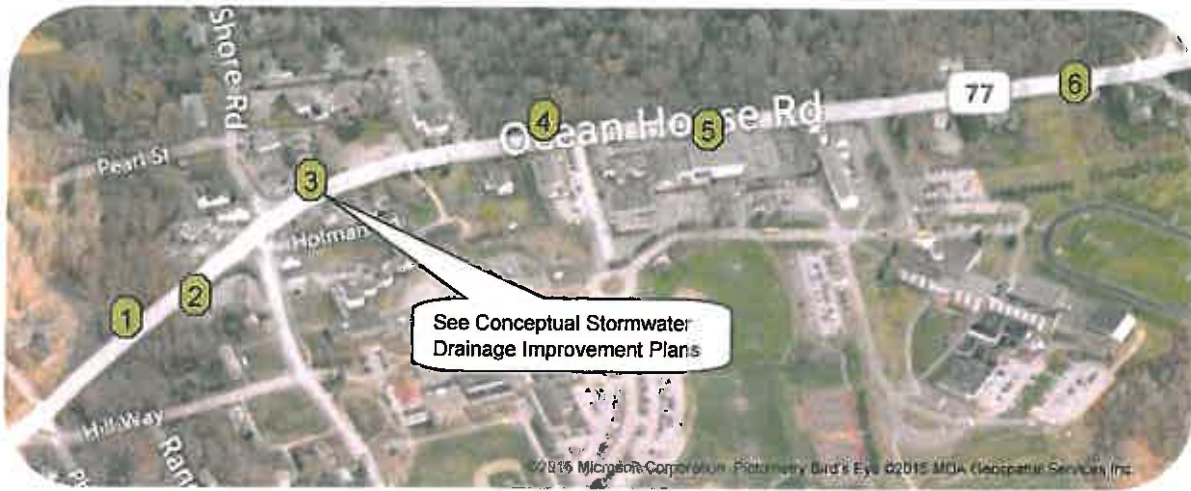 Shore Rd
Pearl St
Ocean House Rd
77
1
2
3
4
5
6
Hill Way
See Conceptual Stormwater
Drainage Improvement Plans
©2015 Microsoft Corporation Pictometry Bird's Eye ©2015 MDA Geospatial Services Inc.